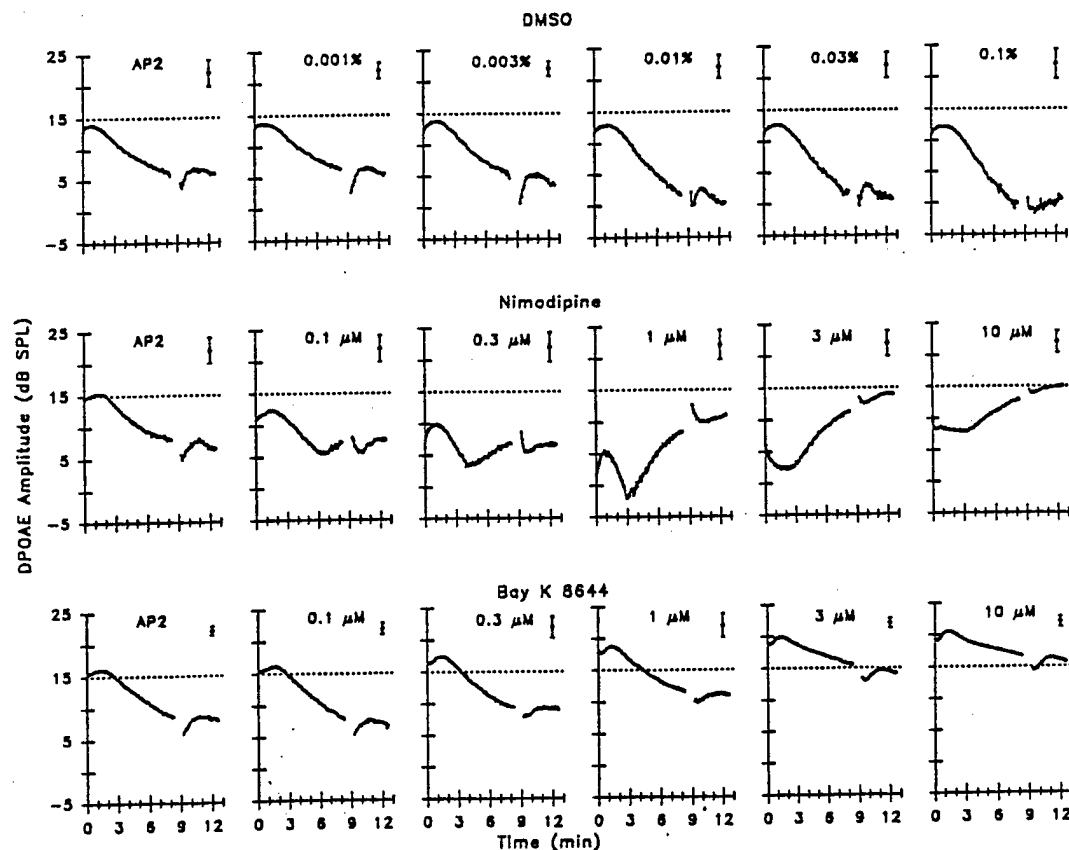 DMSO
25 AP2 0.001% 0.003% 0.01% 0.03% 0.1%
15
5
-5
Nimodipine
25 AP2 0.1 µM 0.3 µM 1 µM 3 µM 10 µM
15
5
-5
DPOAE Amplitude (dB SPL)
Bay K 8644
25 AP2 0.1 µM 0.3 µM 1 µM 3 µM 10 µM
15
5
-5
0 3 6 9 12 0 3 6 9 12 0 3 6 9 12 0 3 6 9 12 0 3 6 9 12 0 3 6 9 12
Time (min)